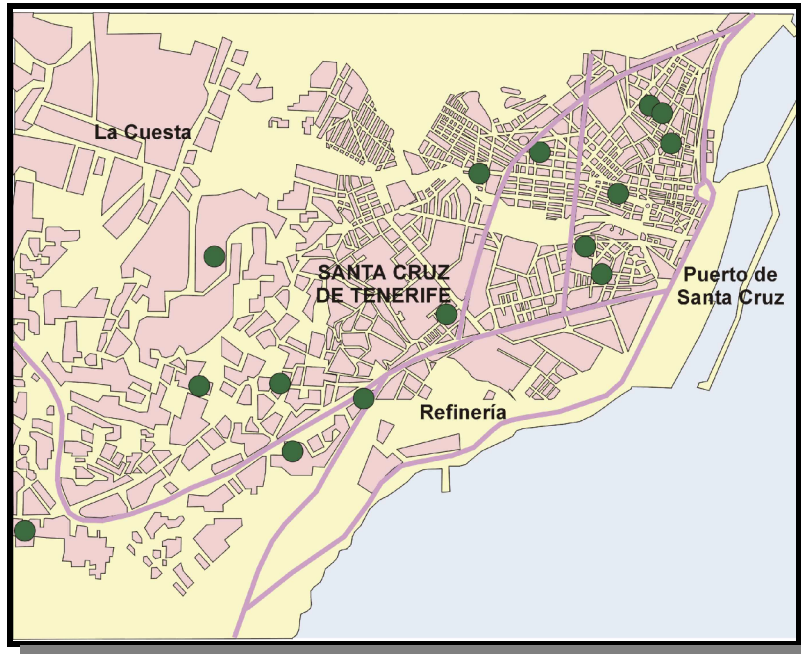 La Cuesta
SANTA CRUZ
DE TENERIFE
Puerto de
Santa Cruz
Refinería